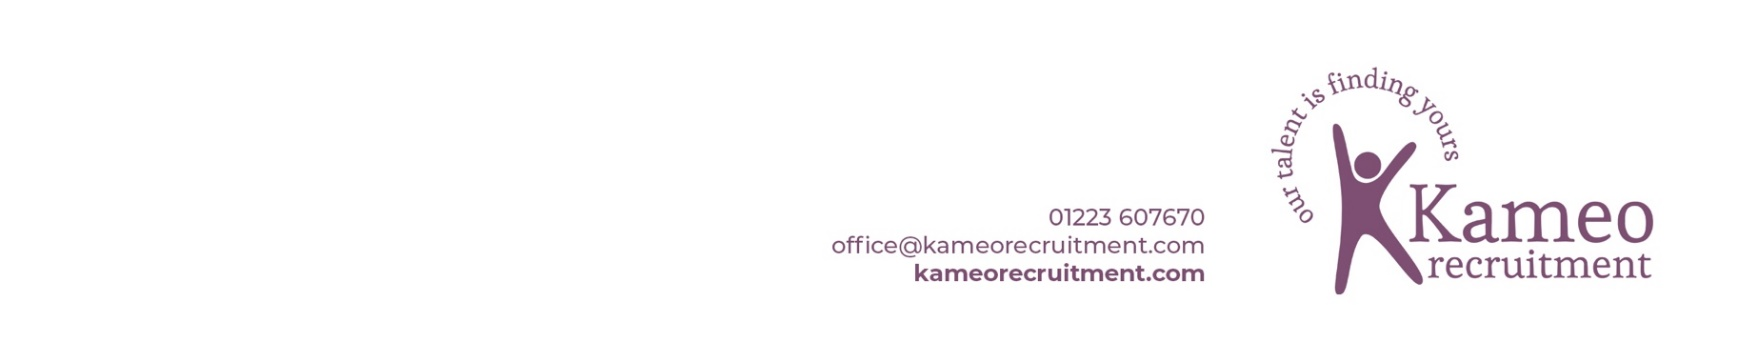 our talent is finding yours
01223 607670
office@kameorecruitment.com
kameorecruitment.com
Kameo
recruitment